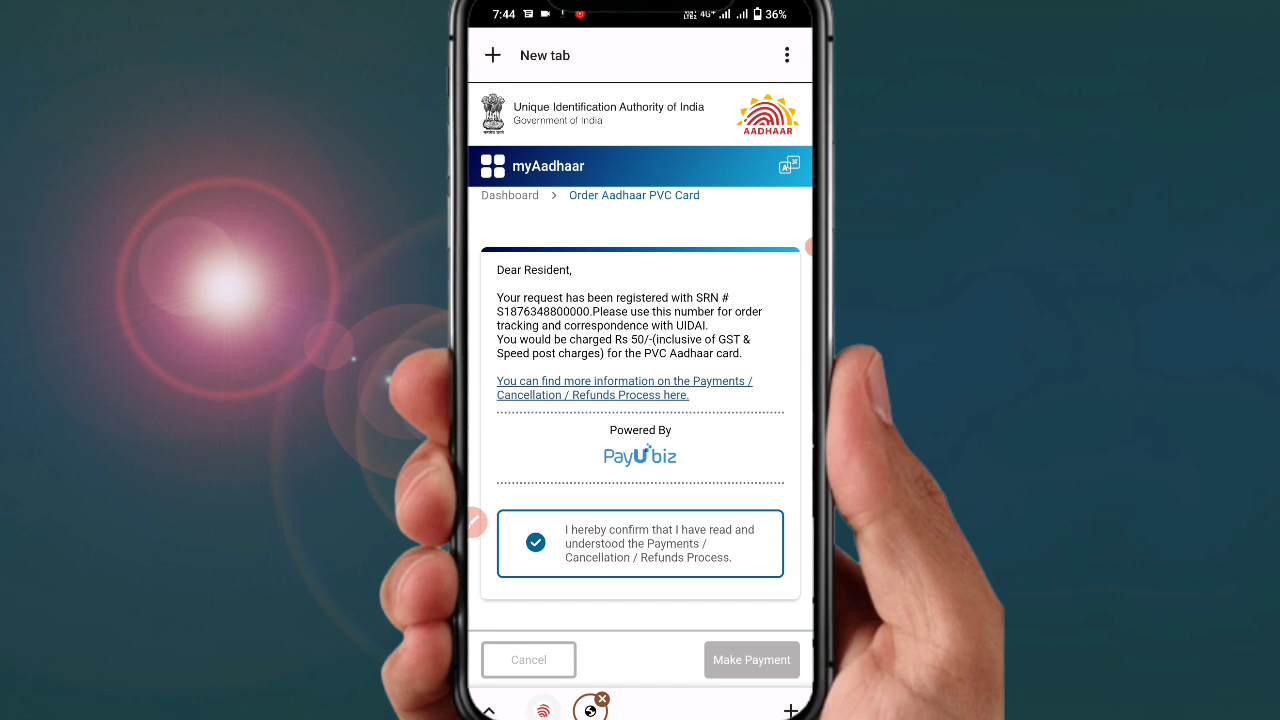 7:44 4G+ 36%
New tab
Unique Identification Authority of India
Government of India
AADHAAR
myAadhaar
Dashboard > Order Aadhaar PVC Card
Dear Resident,
Your request has been registered with SRN #
S1876348800000.Please use this number for order
tracking and correspondence with UIDAI.
You would be charged Rs 50/-(inclusive of GST &
Speed post charges) for the PVC Aadhaar card.
You can find more information on the Payments /
Cancellation / Refunds Process here.
Powered By
PayUbiz
I hereby confirm that I have read and
understood the Payments /
Cancellation / Refunds Process.
Cancel
Make Payment